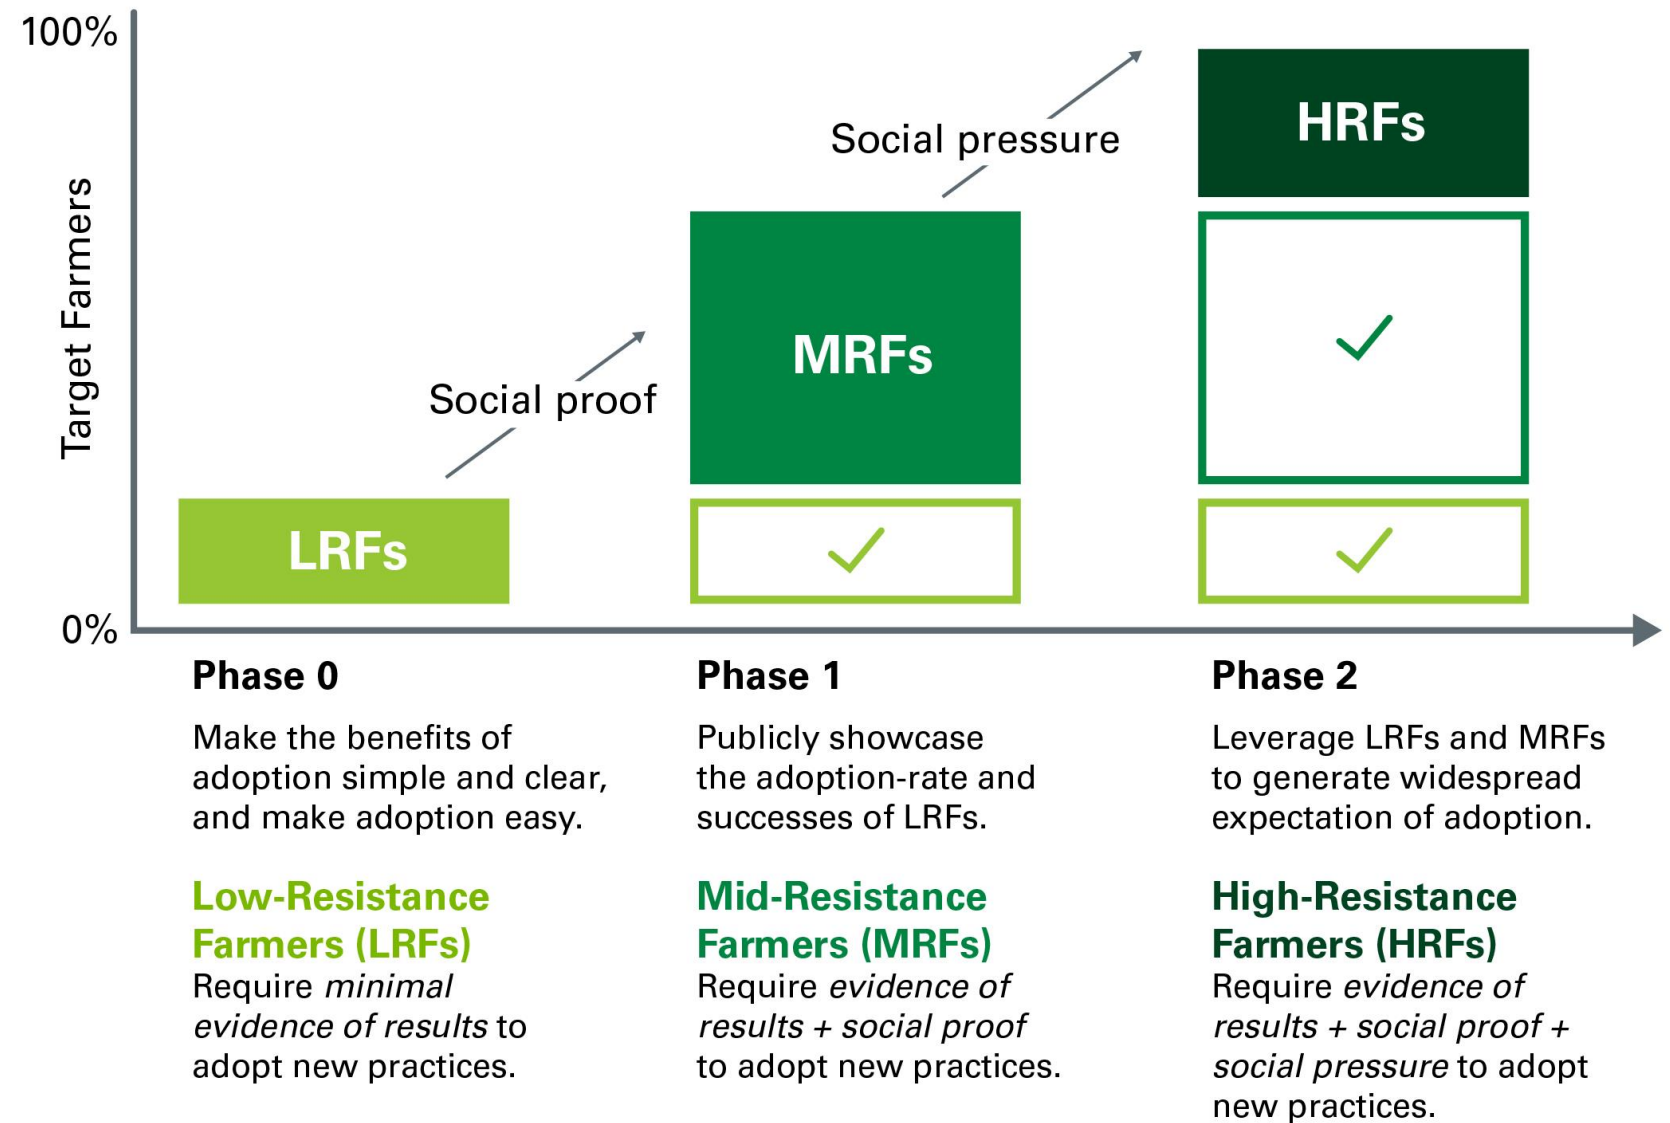 100%
Target Farmers
0%
LRFs
Social proof
MRFs
Social pressure
HRFs
Phase 0
Make the benefits of
adoption simple and clear,
and make adoption easy.
Low-Resistance
Farmers (LRFs)
Require minimal
evidence of results to
adopt new practices.
Phase 1
Publicly showcase
the adoption-rate and
successes of LRFs.
Mid-Resistance
Farmers (MRFs)
Require evidence of
results + social proof
to adopt new practices.
Phase 2
Leverage LRFs and MRFs
to generate widespread
expectation of adoption.
High-Resistance
Farmers (HRFs)
Require evidence of
results + social proof +
social pressure to adopt
new practices.